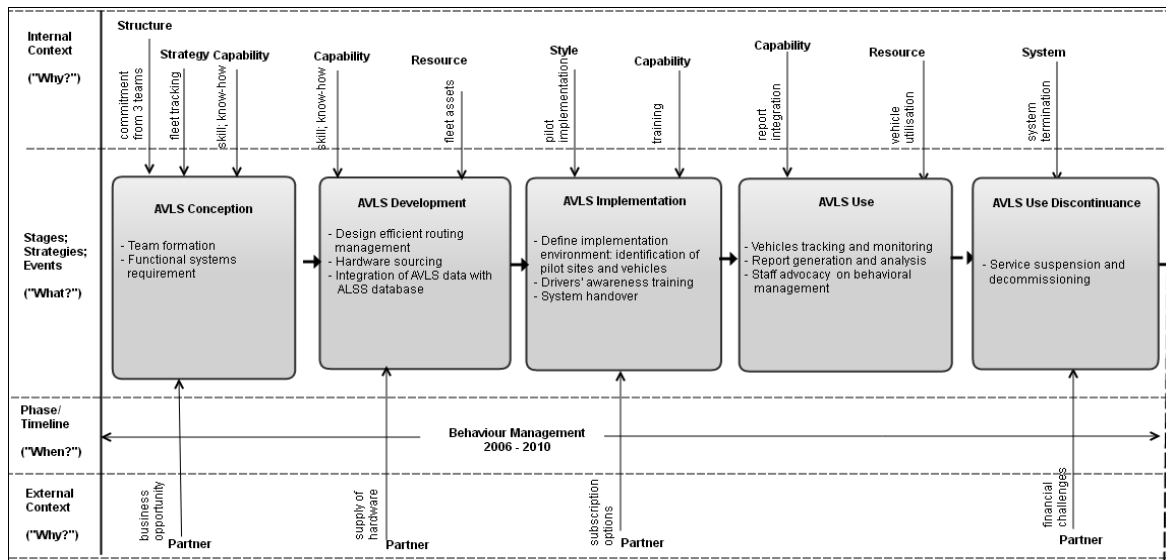 Internal
Context
("Why?")
Structure
Strategy
Capability
Capability
Resource
Style
Capability
Capability
Resource
System
commitment
from 3 teams
fleet tracking
skill; know-how
skill; know-how
fleet assets
pilot
implementation
training
report
integration
vehicle
utilisation
system
termination
Stages;
Strategies;
Events
("What?")
AVLS Conception
- Team formation
- Functional systems
requirement
AVLS Development
- Design efficient routing
management
- Hardware sourcing
- Integration of AVLS data with
ALSS database
AVLS Implementation
- Define implementation
environment: identification of
pilot sites and vehicles
- Drivers' awareness training
- System handover
AVLS Use
- Vehicles tracking and monitoring
- Report generation and analysis
- Staff advocacy on behavioral
management
AVLS Use Discontinuance
- Service suspension and
decommissioning
Phase/
Timeline
("When?")
Behaviour Management
2006 - 2010
External
Context
("Why?")
business
opportunity
Partner
supply of
hardware
Partner
subscription
options
Partner
financial
challenges
Partner